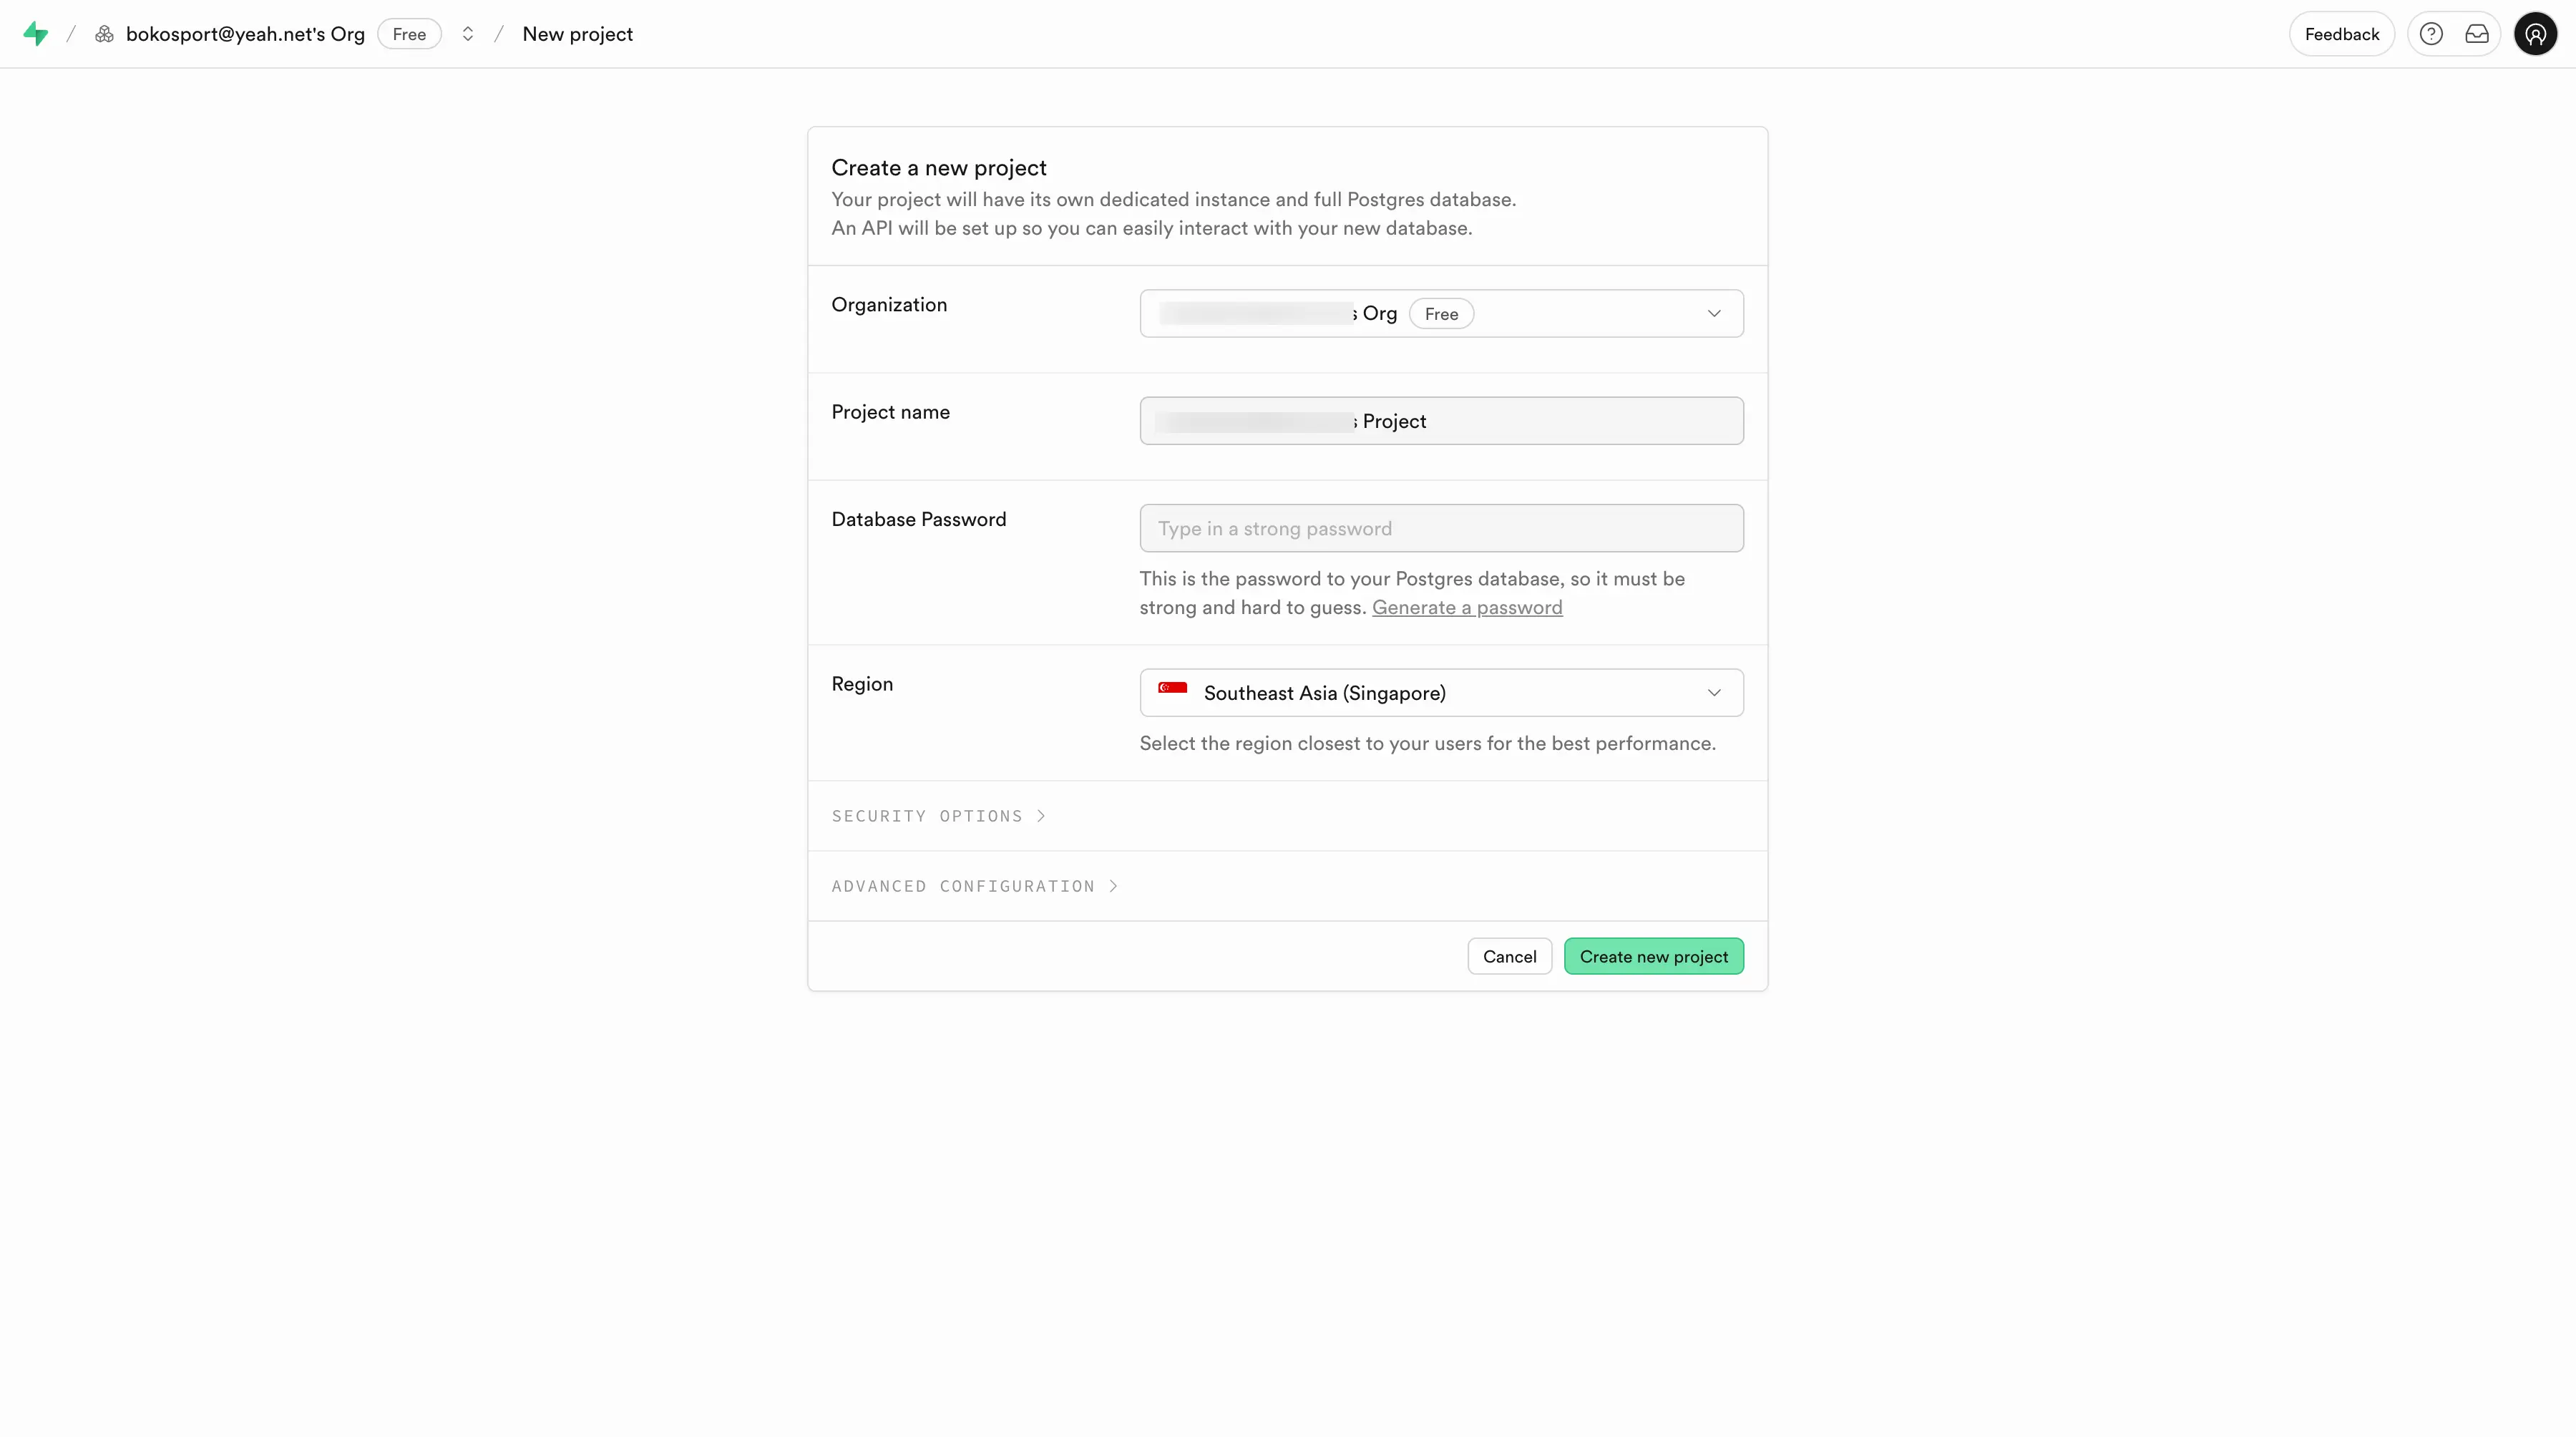 / bokosport@yeah.net's Org Free / New project Feedback
Create a new project
Your project will have its own dedicated instance and full Postgres database.
An API will be set up so you can easily interact with your new database.
Organization
Org Free
Project name
Project
Database Password
Type in a strong password
This is the password to your Postgres database, so it must be
strong and hard to guess. Generate a password
Region
Southeast Asia (Singapore)
Select the region closest to your users for the best performance.
SECURITY OPTIONS >
ADVANCED CONFIGURATION >
Cancel Create new project